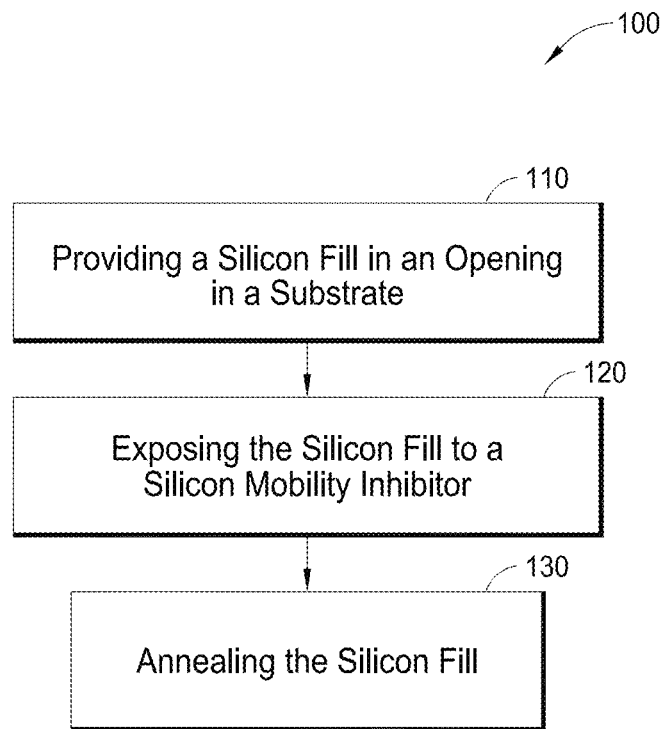 100
110
Providing a Silicon Fill in an Opening
in a Substrate
120
Exposing the Silicon Fill to a
Silicon Mobility Inhibitor
130
Annealing the Silicon Fill